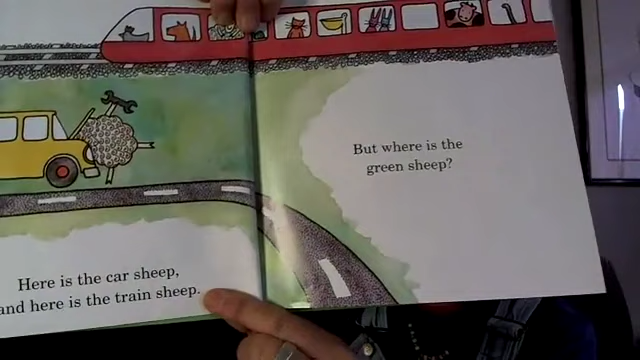 Here is the car sheep,
and here is the train sheep.
But where is the
green sheep?